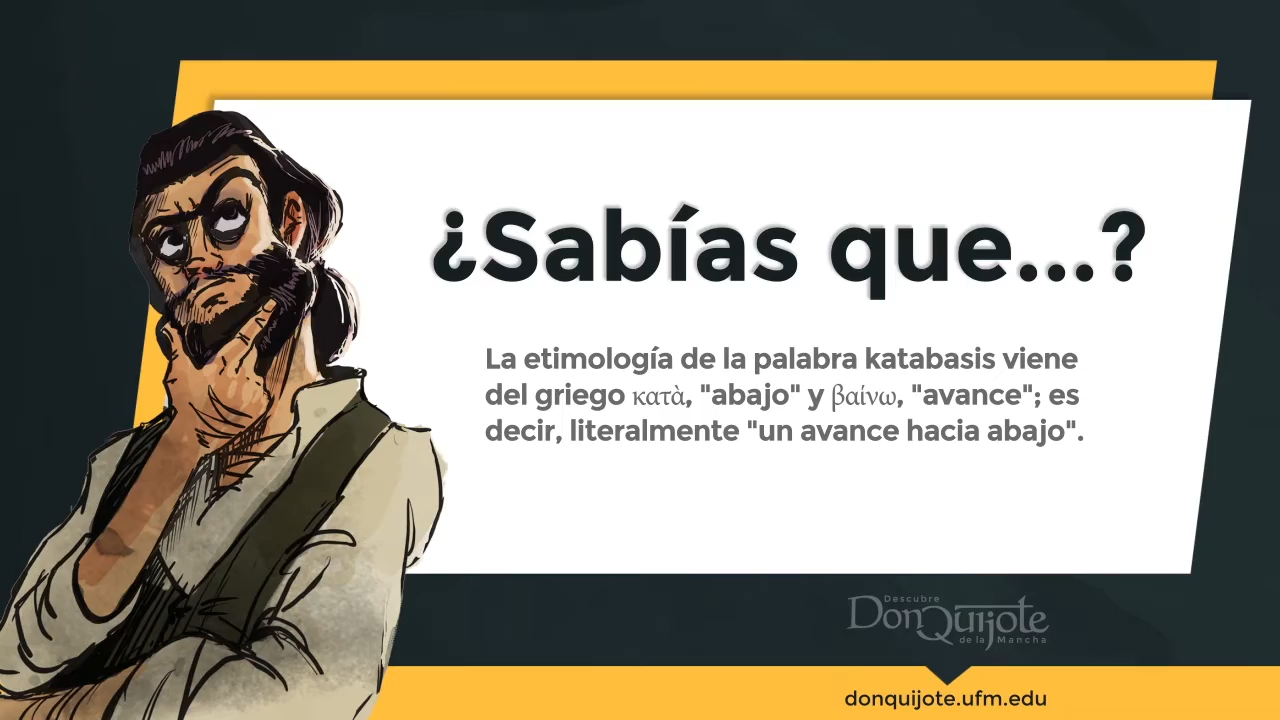 ¿Sabías que...?
La etimología de la palabra katabasis viene
del griego κατὰ, "abajo" y βαίνω, "avance"; es
decir, literalmente "un avance hacia abajo".
Descubre
DonQuijote
de la Mancha
donquijote.ufm.edu